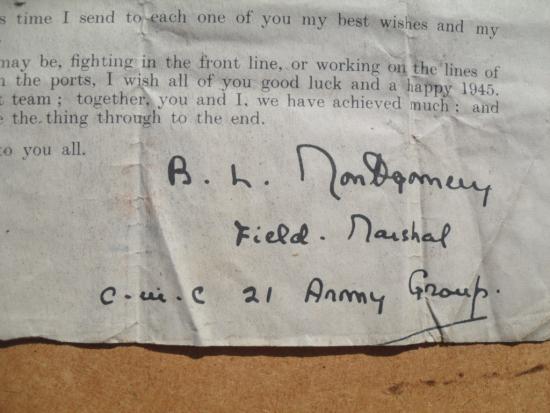 s time I send to each one of you my best wishes and my
may be, fighting in the front line, or working on the lines of
n the ports, I wish all of you good luck and a happy 1945.
t team ; together, you and I, we have achieved much ; and
e the thing through to the end.
to you all.
B. L. Montgomery
Field. Marshal
C-in-C 21 Army Group.